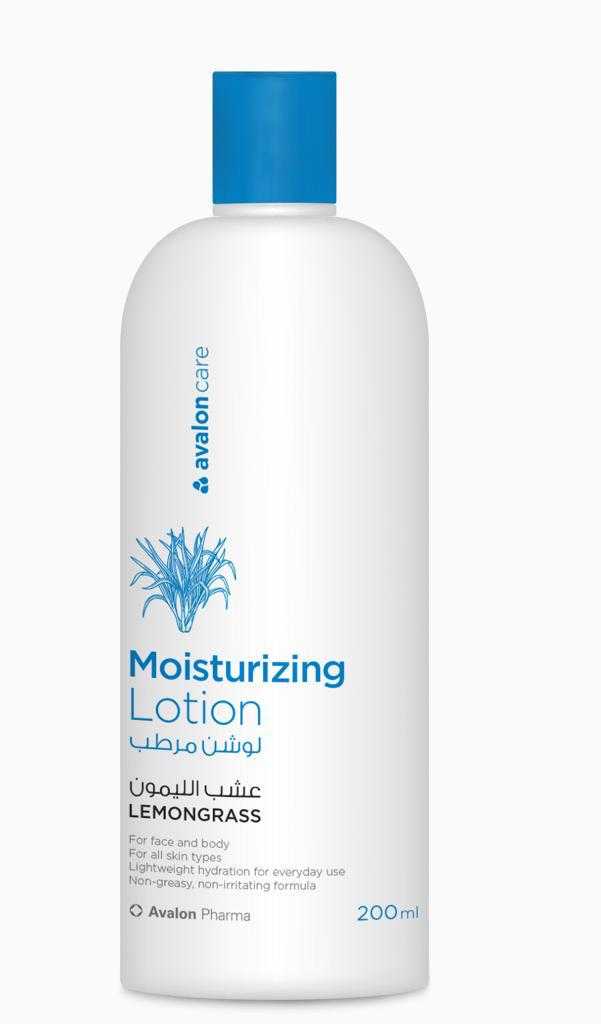 avalon care
Moisturizing
Lotion
لوشن مرطب
عشب الليمون
LEMONGRASS
For face and body
For all skin types
Lightweight hydration for everyday use
Non-greasy, non-irritating formula
Avalon Pharma
200ml